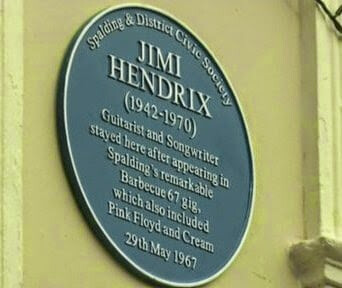 Spalding & District Civic Society
JIMI
HENDRIX
(1942-1970)
Guitarist and Songwriter
stayed here after appearing in
Spalding's remarkable
Barbecue 67 gig,
which also included
Pink Floyd and Cream
29th May 1967